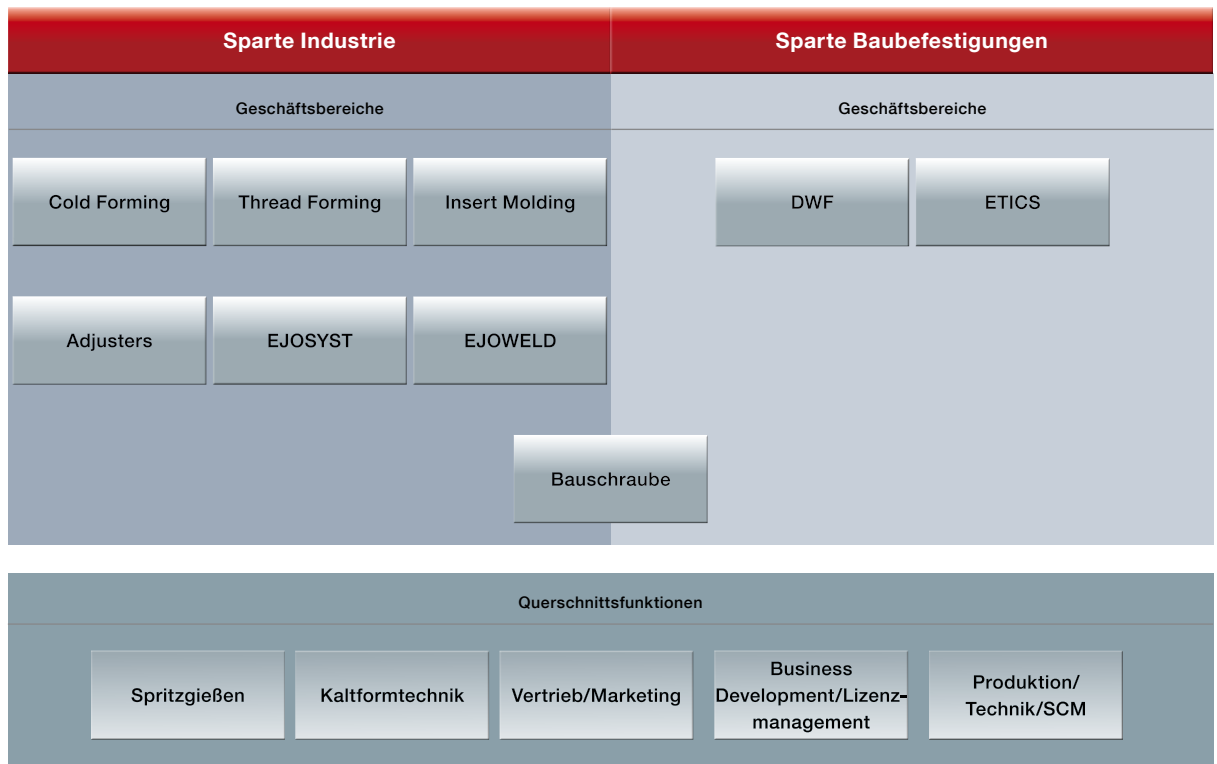 Sparte Industrie
Sparte Baubefestigungen
Geschäftsbereiche
Geschäftsbereiche
Cold Forming
Thread Forming
Insert Molding
DWF
ETICS
Adjusters
EJOSYST
EJOWELD
Bauschraube
Querschnittsfunktionen
Spritzgießen
Kaltformtechnik
Vertrieb/Marketing
Business
Development/Lizenz-
management
Produktion/
Technik/SCM